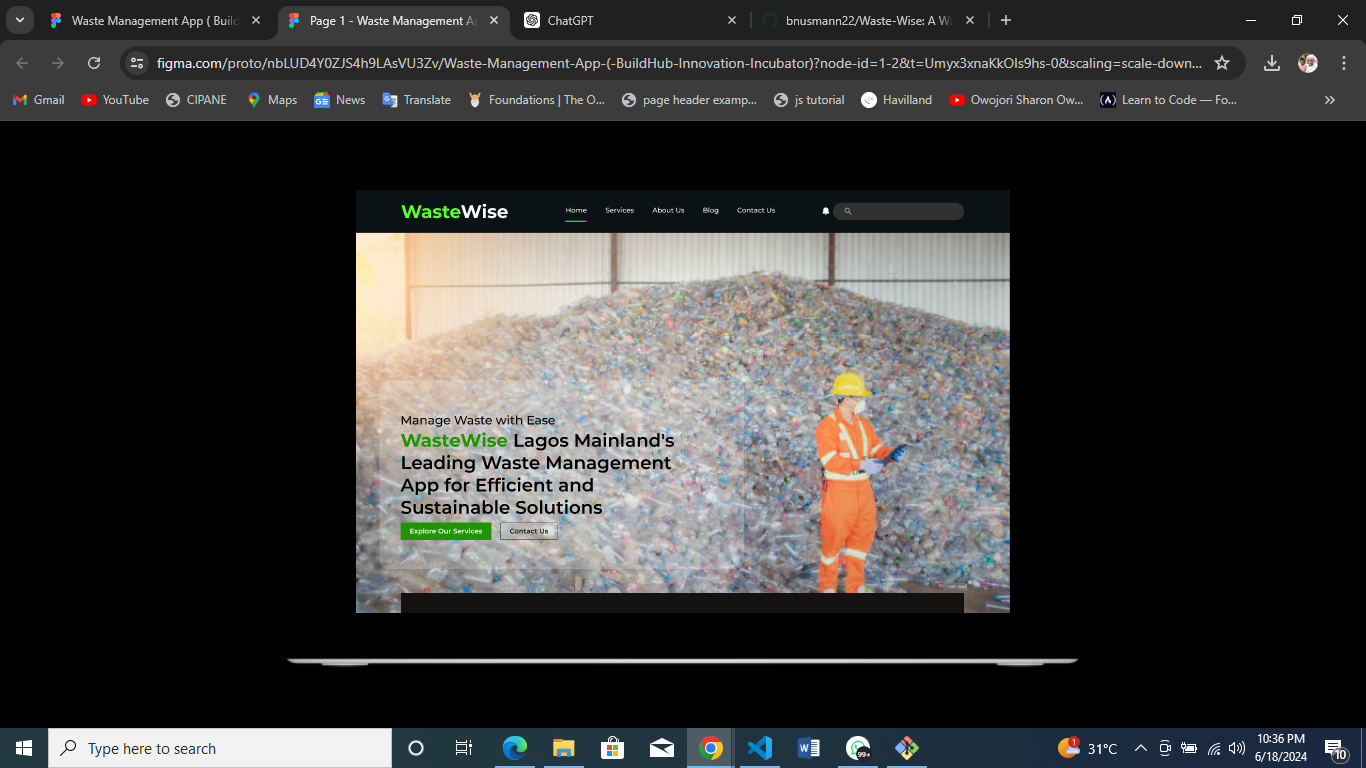 Waste Management App ( Build
Page 1 - Waste Management A
ChatGPT
bnusmann22/Waste-Wise: A Wa
figma.com/proto/nbLUD4Y0ZJS4h9LAsVU3Zv/Waste-Management-App-(-BuildHub-Innovation-Incubator)?node-id=1-2&t=Umyx3xnaKkOIs9hs-0&scaling=scale-down...
Gmail
YouTube
CIPANE
Maps
News
Translate
Foundations | The O...
page header examp...
js tutorial
Havilland
Owojori Sharon Ow...
Learn to Code — Fo...
WasteWise
Home
Services
About Us
Blog
Contact Us
Manage Waste with Ease
WasteWise Lagos Mainland's
Leading Waste Management
App for Efficient and
Sustainable Solutions
Explore Our Services
Contact Us
Type here to search
99+
1
31°C
10:36 PM
6/18/2024
10